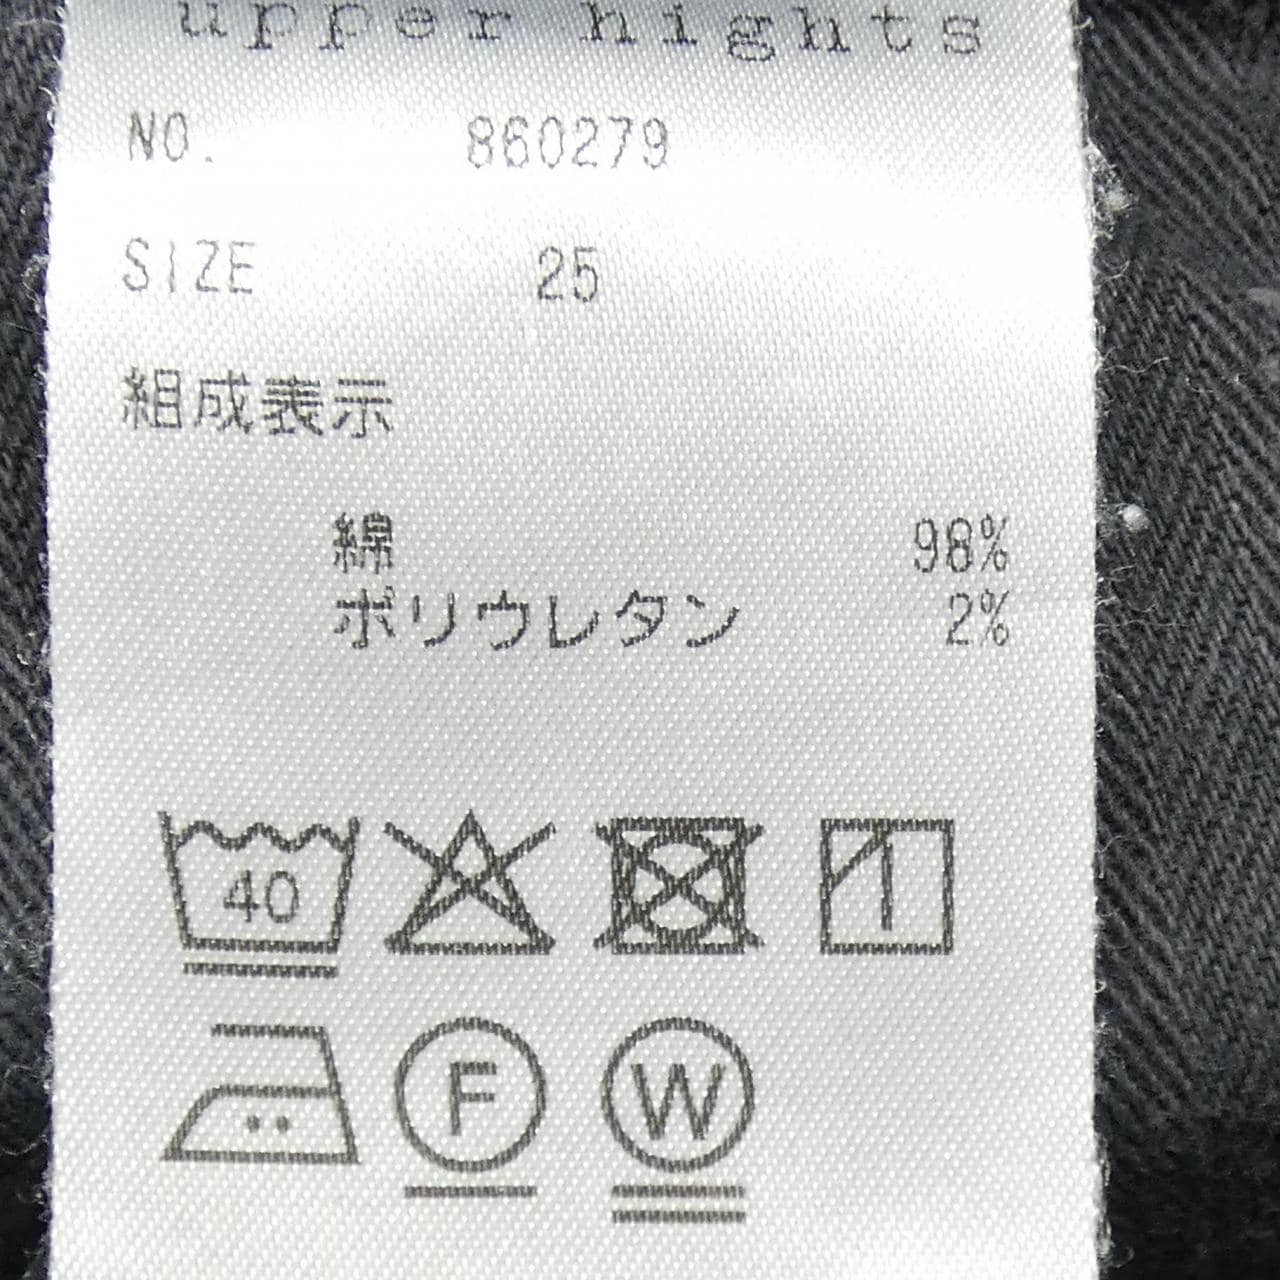 upper hights
NO. 860279
SIZE 25
組成表示
綿 98%
ポリウレタン 2%
40
F W